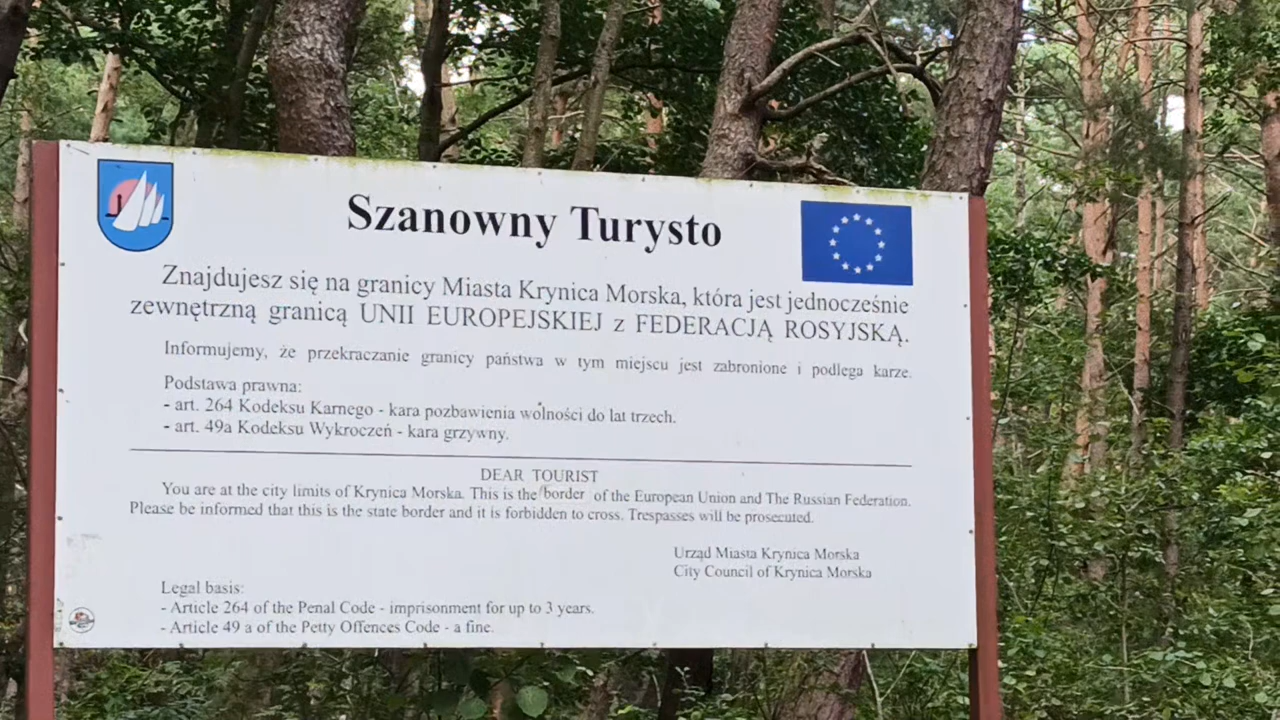 Szanowny Turysto
Znajdujesz się na granicy Miasta Krynica Morska, która jest jednocześnie
zewnętrzną granicą UNII EUROPEJSKIEJ z FEDERACJĄ ROSYJSKĄ.
Informujemy, że przekraczanie granicy państwa w tym miejscu jest zabronione i podlega karze.
Podstawa prawna:
- art. 264 Kodeksu Karnego - kara pozbawienia wolności do lat trzech.
- art. 49a Kodeksu Wykroczeń - kara grzywny.
DEAR TOURIST
You are at the city limits of Krynica Morska. This is the border of the European Union and The Russian Federation.
Please be informed that this is the state border and it is forbidden to cross. Trespasses will be prosecuted.
Urząd Miasta Krynica Morska
City Council of Krynica Morska
Legal basis:
- Article 264 of the Penal Code - imprisonment for up to 3 years.
- Article 49 a of the Petty Offences Code - a fine.